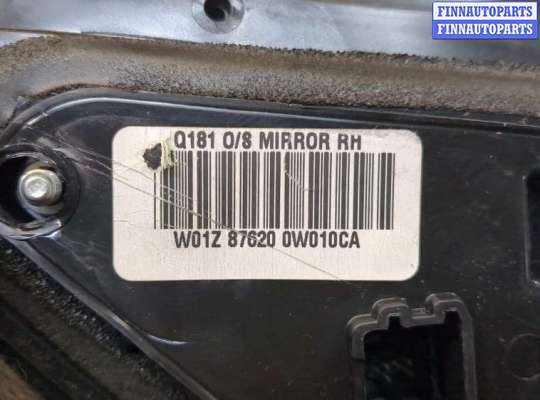 FINNAUTOPARTS
FINNAUTOPARTS
Q181 O/S MIRROR RH
W01Z 87620 0W010CA